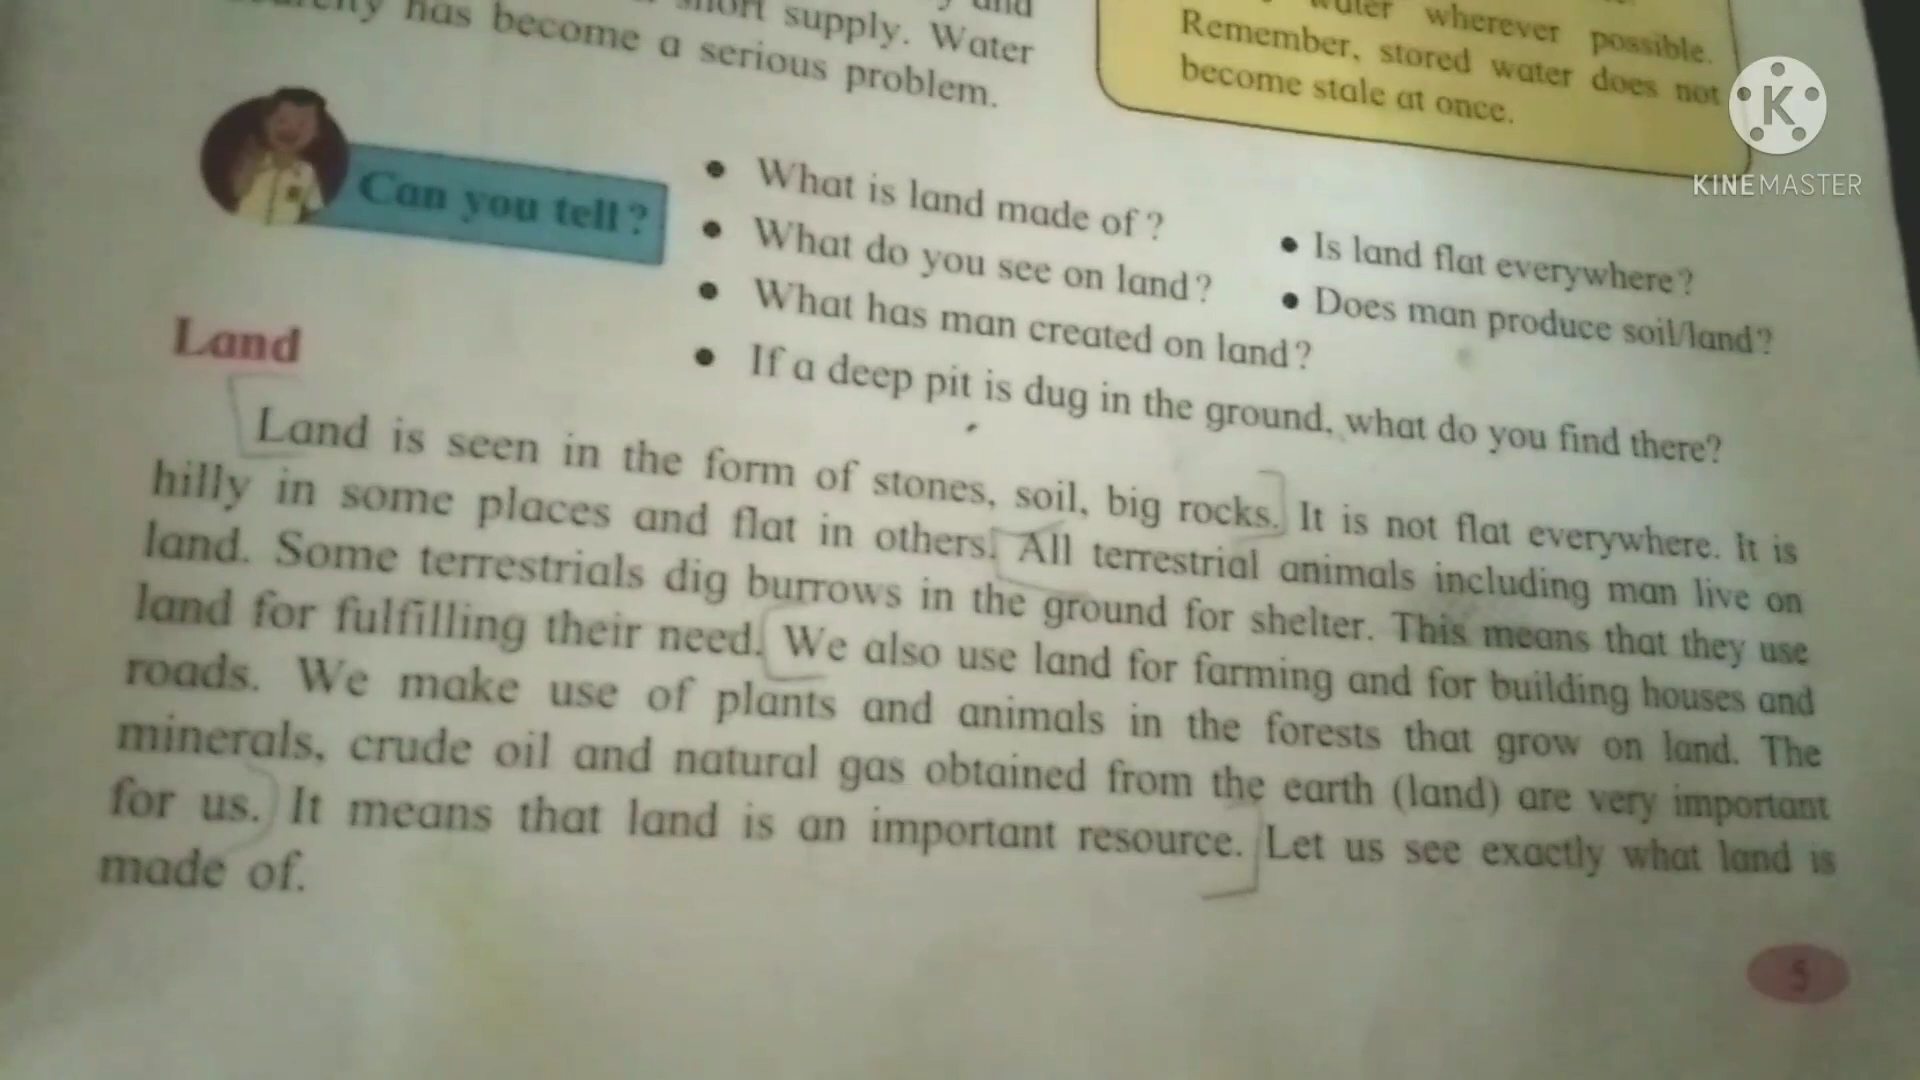 short supply. Water
has become a serious problem.
water wherever possible.
Remember, stored water does not
become stale at once.
KINEMASTER
Can you tell?
• What is land made of ?
• What do you see on land?
• What has man created on land?
• If a deep pit is dug in the ground, what do you find there?
• Is land flat everywhere?
• Does man produce soil/land?
Land
Land is seen in the form of stones, soil, big rocks. It is not flat everywhere. It is
hilly in some places and flat in others. All terrestrial animals including man live on
land. Some terrestrials dig burrows in the ground for shelter. This means that they use
land for fulfilling their need. We also use land for farming and for building houses and
roads. We make use of plants and animals in the forests that grow on land. The
minerals, crude oil and natural gas obtained from the earth (land) are very important
for us. It means that land is an important resource. Let us see exactly what land is
made of.
5